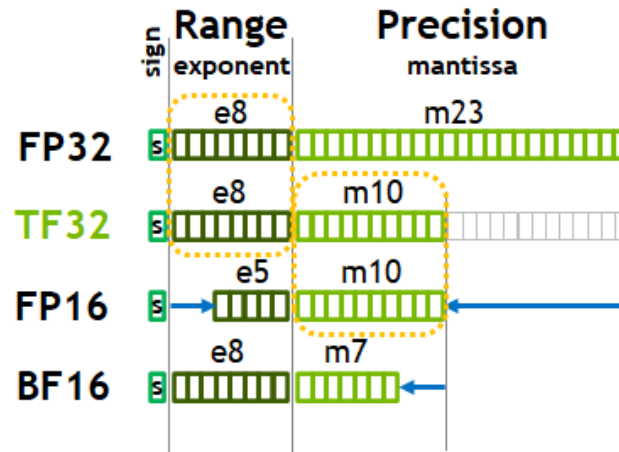 sign
Range
Precision
exponent
mantissa
e8
m23
FP32
s
e8
m10
TF32
s
e5
m10
FP16
s
e8
m7
BF16
s